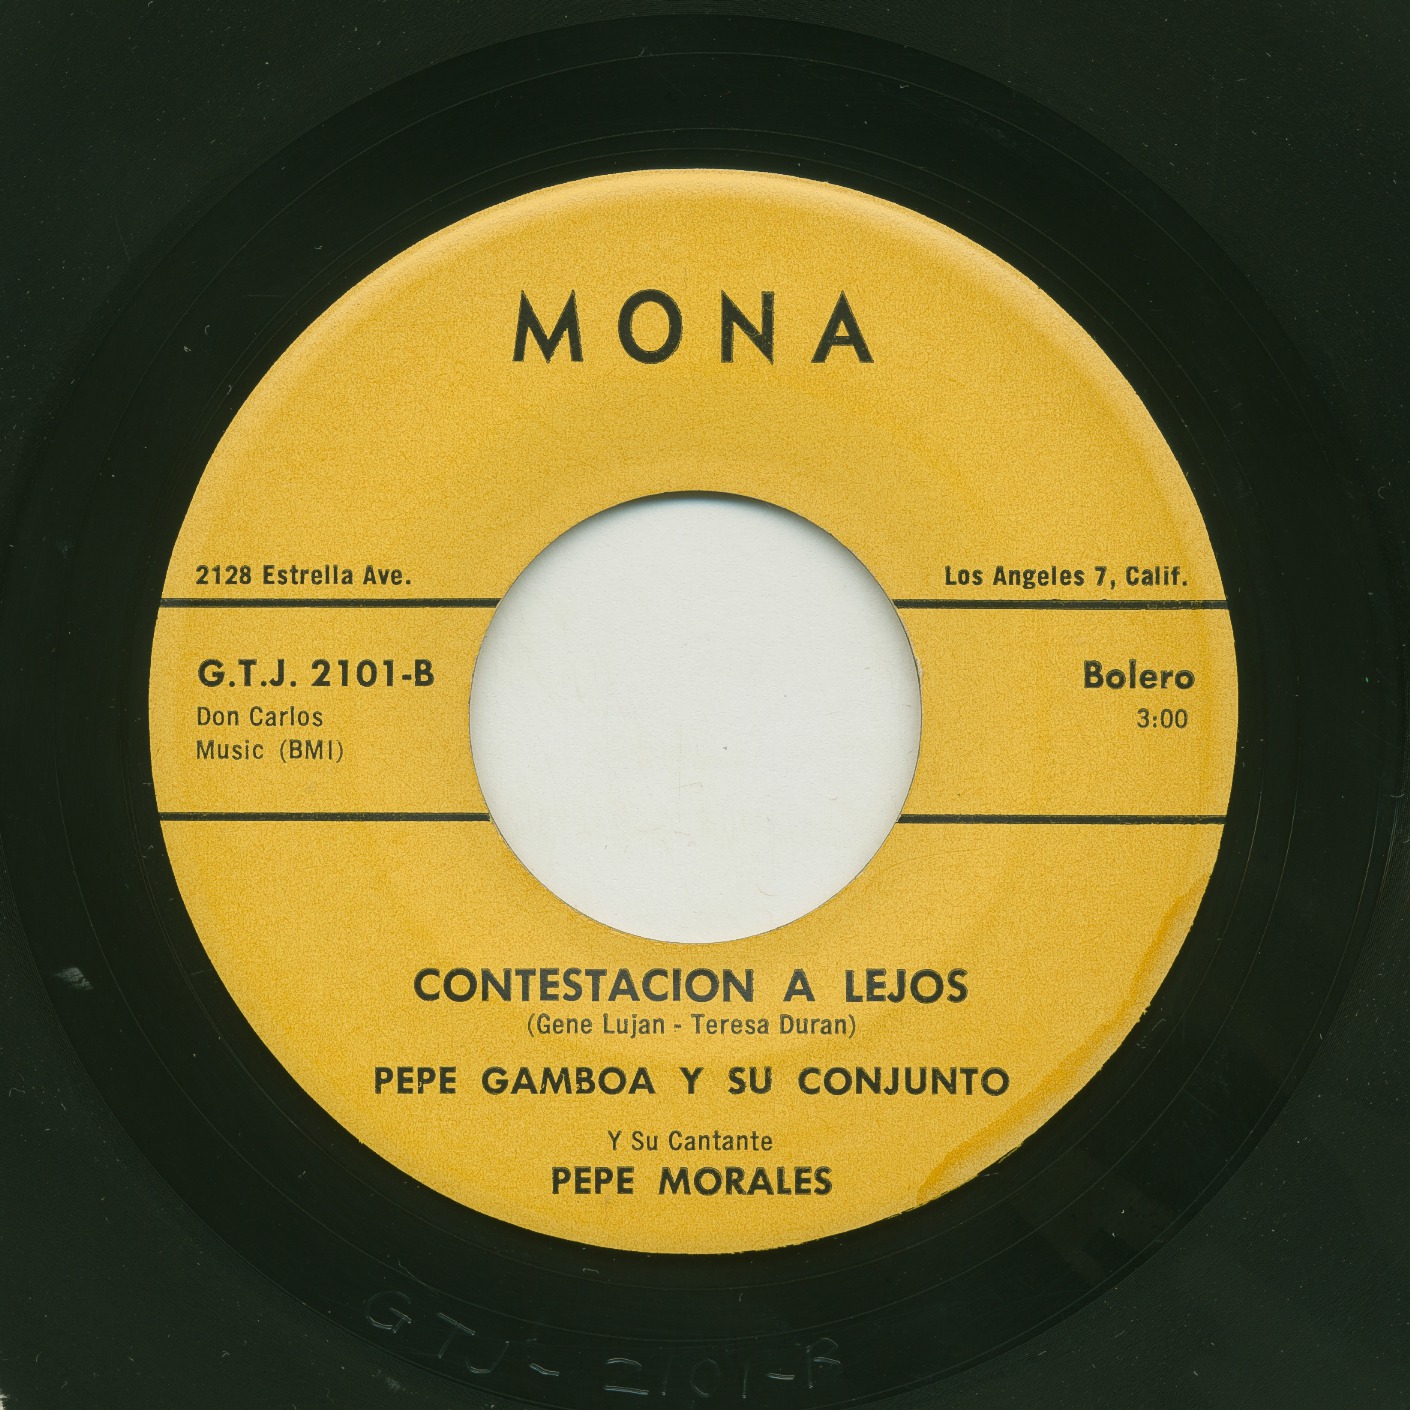 MONA
2128 Estrella Ave.
Los Angeles 7, Calif.
G.T.J. 2101-B
Don Carlos
Music (BMI)
Bolero
3:00
CONTESTACION A LEJOS
(Gene Lujan - Teresa Duran)
PEPE GAMBOA Y SU CONJUNTO
Y Su Cantante
PEPE MORALES
GTJ-2101-B